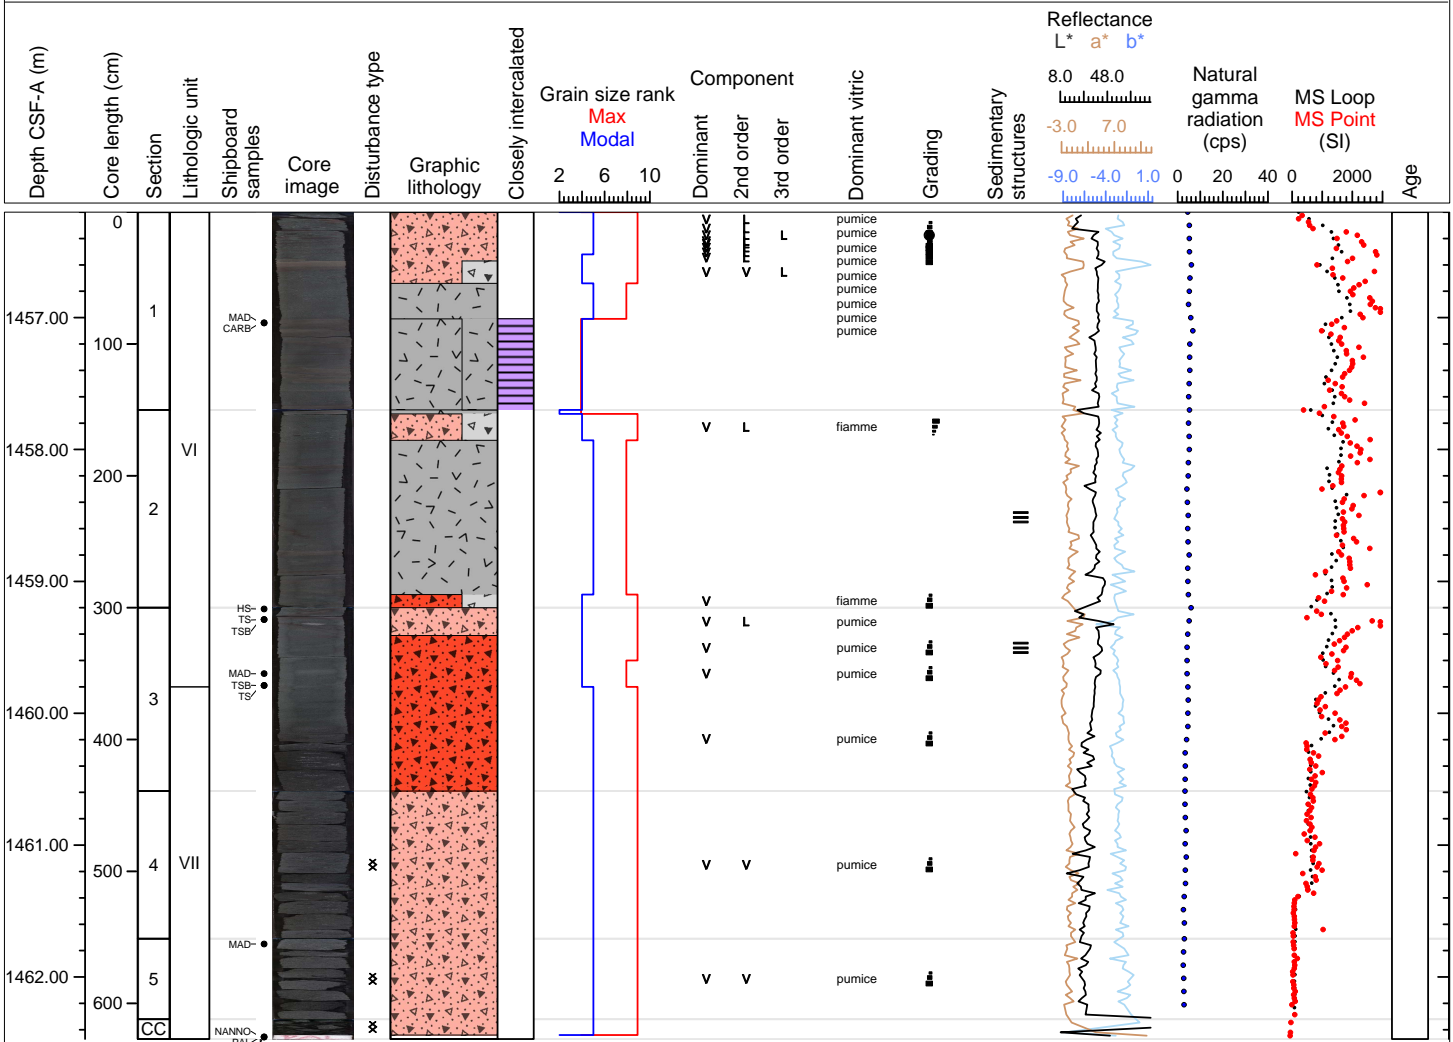 Depth CSF-A (m)
Core length (cm)
Section
Lithologic unit
Shipboard
samples
Core
image
Disturbance type
Graphic
lithology
Closely intercalated
Grain size rank
Max
Modal
2 6 10
Component
Dominant
2nd order
3rd order
Dominant vitric
Grading
Sedimentary
structures
Reflectance
L* a* b*
8.0 48.0
-3.0 7.0
-9.0 -4.0 1.0
Natural
gamma
radiation
(cps)
0 20 40
MS Loop
MS Point
(SI)
0 2000
Age
1457.00
1458.00
1459.00
1460.00
1461.00
1462.00
0
100
200
300
400
500
600
1
2
3
4
5
CC
VI
VII
MAD
CARB
HS
TS
TSB
MAD
TSB
TS
MAD
NANNO
V L
V L
V V L
V L
V
V L
V
V
V
V V
V V
pumice
pumice
pumice
pumice
pumice
pumice
pumice
pumice
pumice
fiamme
fiamme
pumice
pumice
pumice
pumice
pumice
pumice